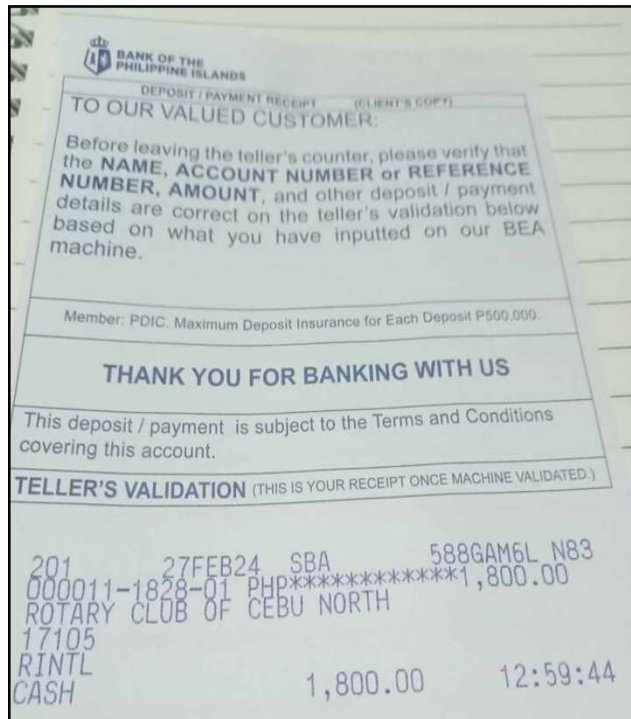 BANK OF THE
PHILIPPINE ISLANDS
DEPOSIT / PAYMENT RECEIPT (CLIENT'S COPY)
TO OUR VALUED CUSTOMER:
Before leaving the teller's counter, please verify that
the NAME, ACCOUNT NUMBER or REFERENCE
NUMBER, AMOUNT, and other deposit / payment
details are correct on the teller's validation below
based on what you have inputted on our BEA
machine.
Member: PDIC. Maximum Deposit Insurance for Each Deposit P500,000.
THANK YOU FOR BANKING WITH US
This deposit / payment is subject to the Terms and Conditions
covering this account.
TELLER'S VALIDATION (THIS IS YOUR RECEIPT ONCE MACHINE VALIDATED.)
201 27FEB24 SBA 588GAM6L N83
000011-1828-01 PHP************1,800.00
ROTARY CLUB OF CEBU NORTH
17105
RINTL
CASH 1,800.00 12:59:44